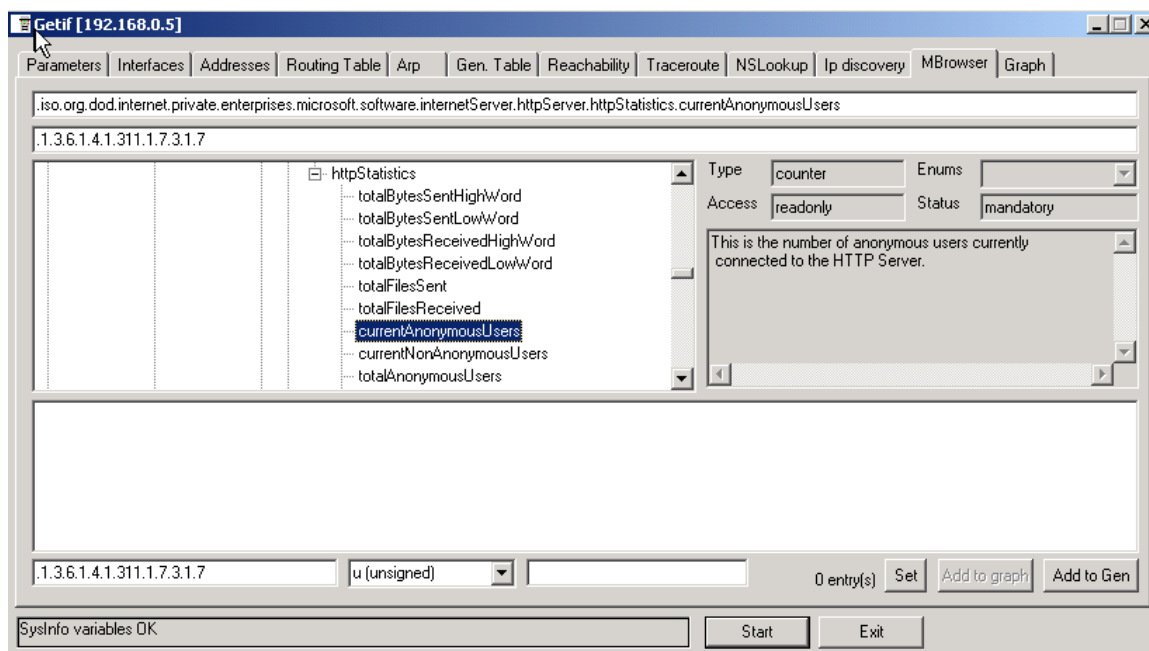 Getif [192.168.0.5]
Parameters Interfaces Addresses Routing Table Arp Gen. Table Reachability Traceroute NSLookup Ip discovery MBrowser Graph
.iso.org.dod.internet.private.enterprises.microsoft.software.internetServer.httpServer.httpStatistics.currentAnonymousUsers
.1.3.6.1.4.1.311.1.7.3.1.7
httpStatistics
totalBytesSentHighWord
totalBytesSentLowWord
totalBytesReceivedHighWord
totalBytesReceivedLowWord
totalFilesSent
totalFilesReceived
currentAnonymousUsers
currentNonAnonymousUsers
totalAnonymousUsers
Type counter Enums
Access readonly Status mandatory
This is the number of anonymous users currently
connected to the HTTP Server.
.1.3.6.1.4.1.311.1.7.3.1.7 u (unsigned) 0 entry(s) Set Add to graph Add to Gen
SysInfo variables OK Start Exit